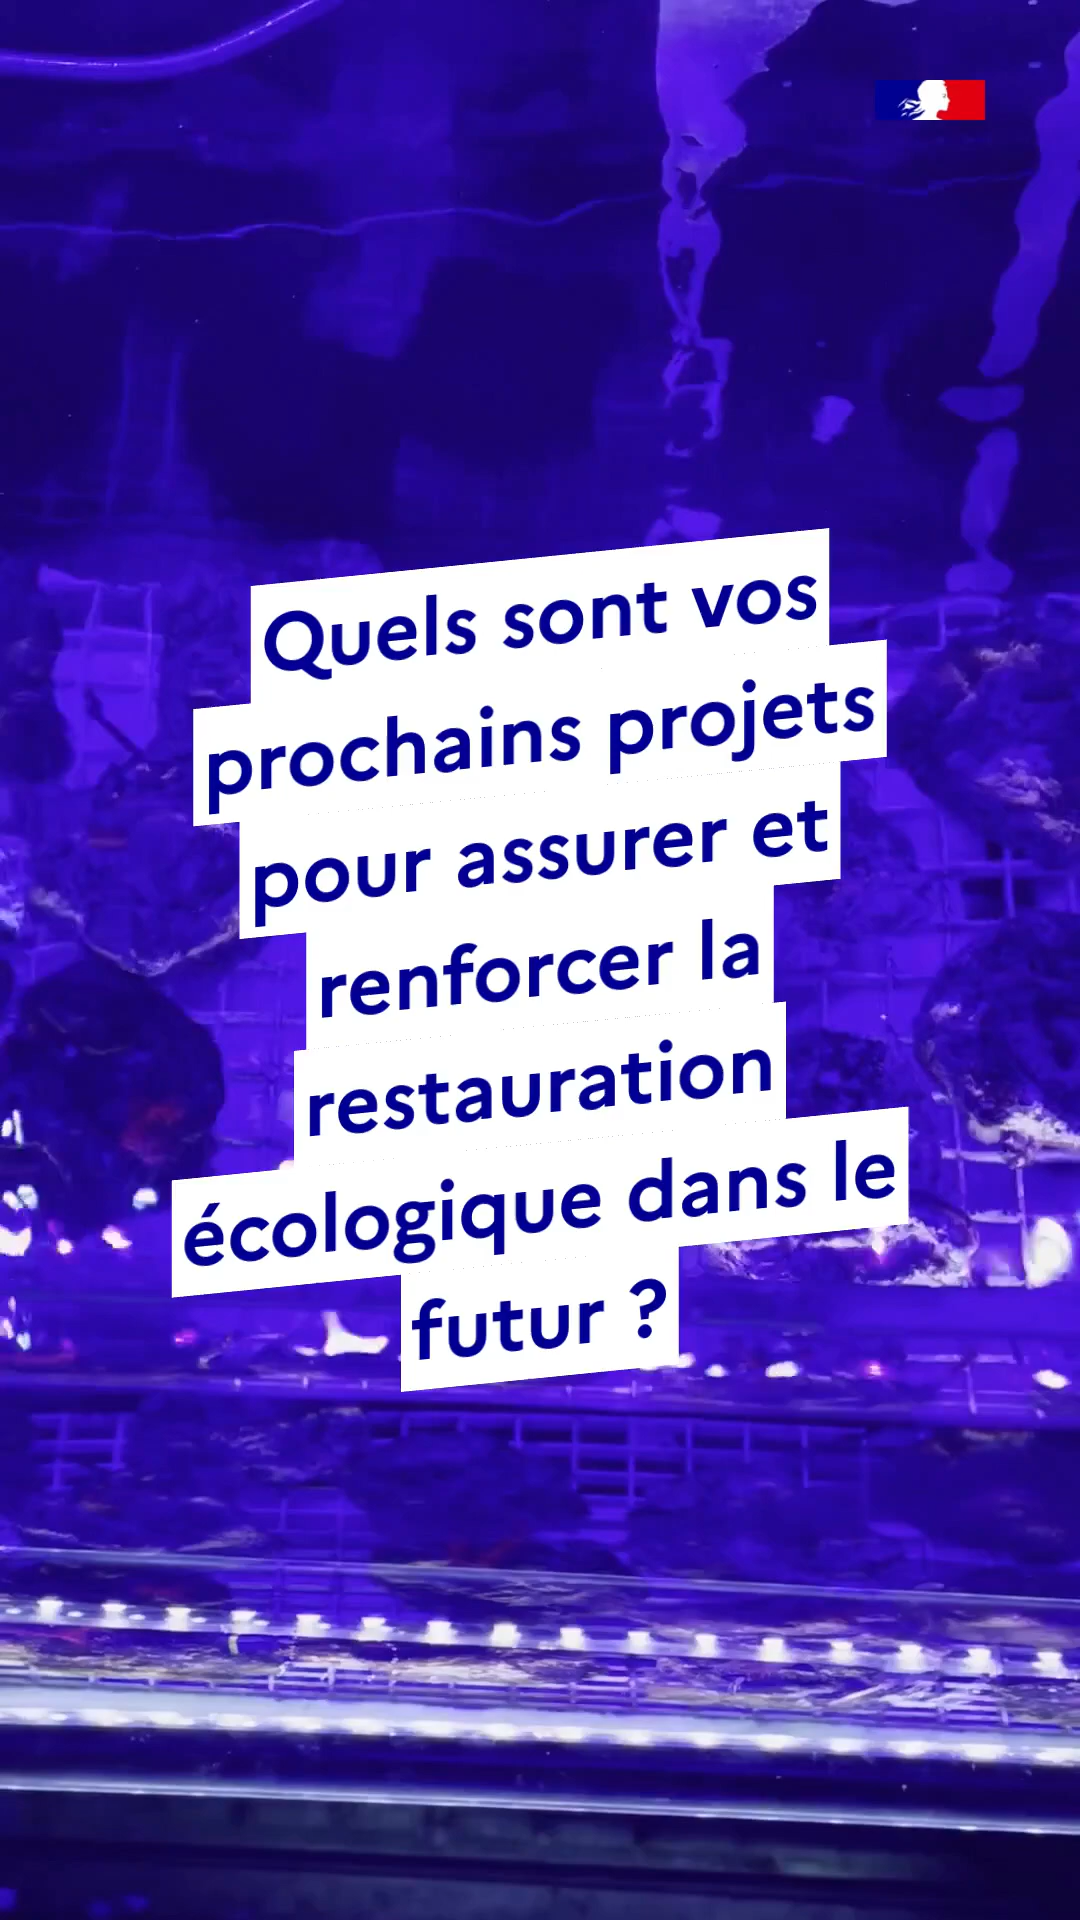 Quels sont vos
prochains projets
pour assurer et
renforcer la
restauration
écologique dans le
futur ?